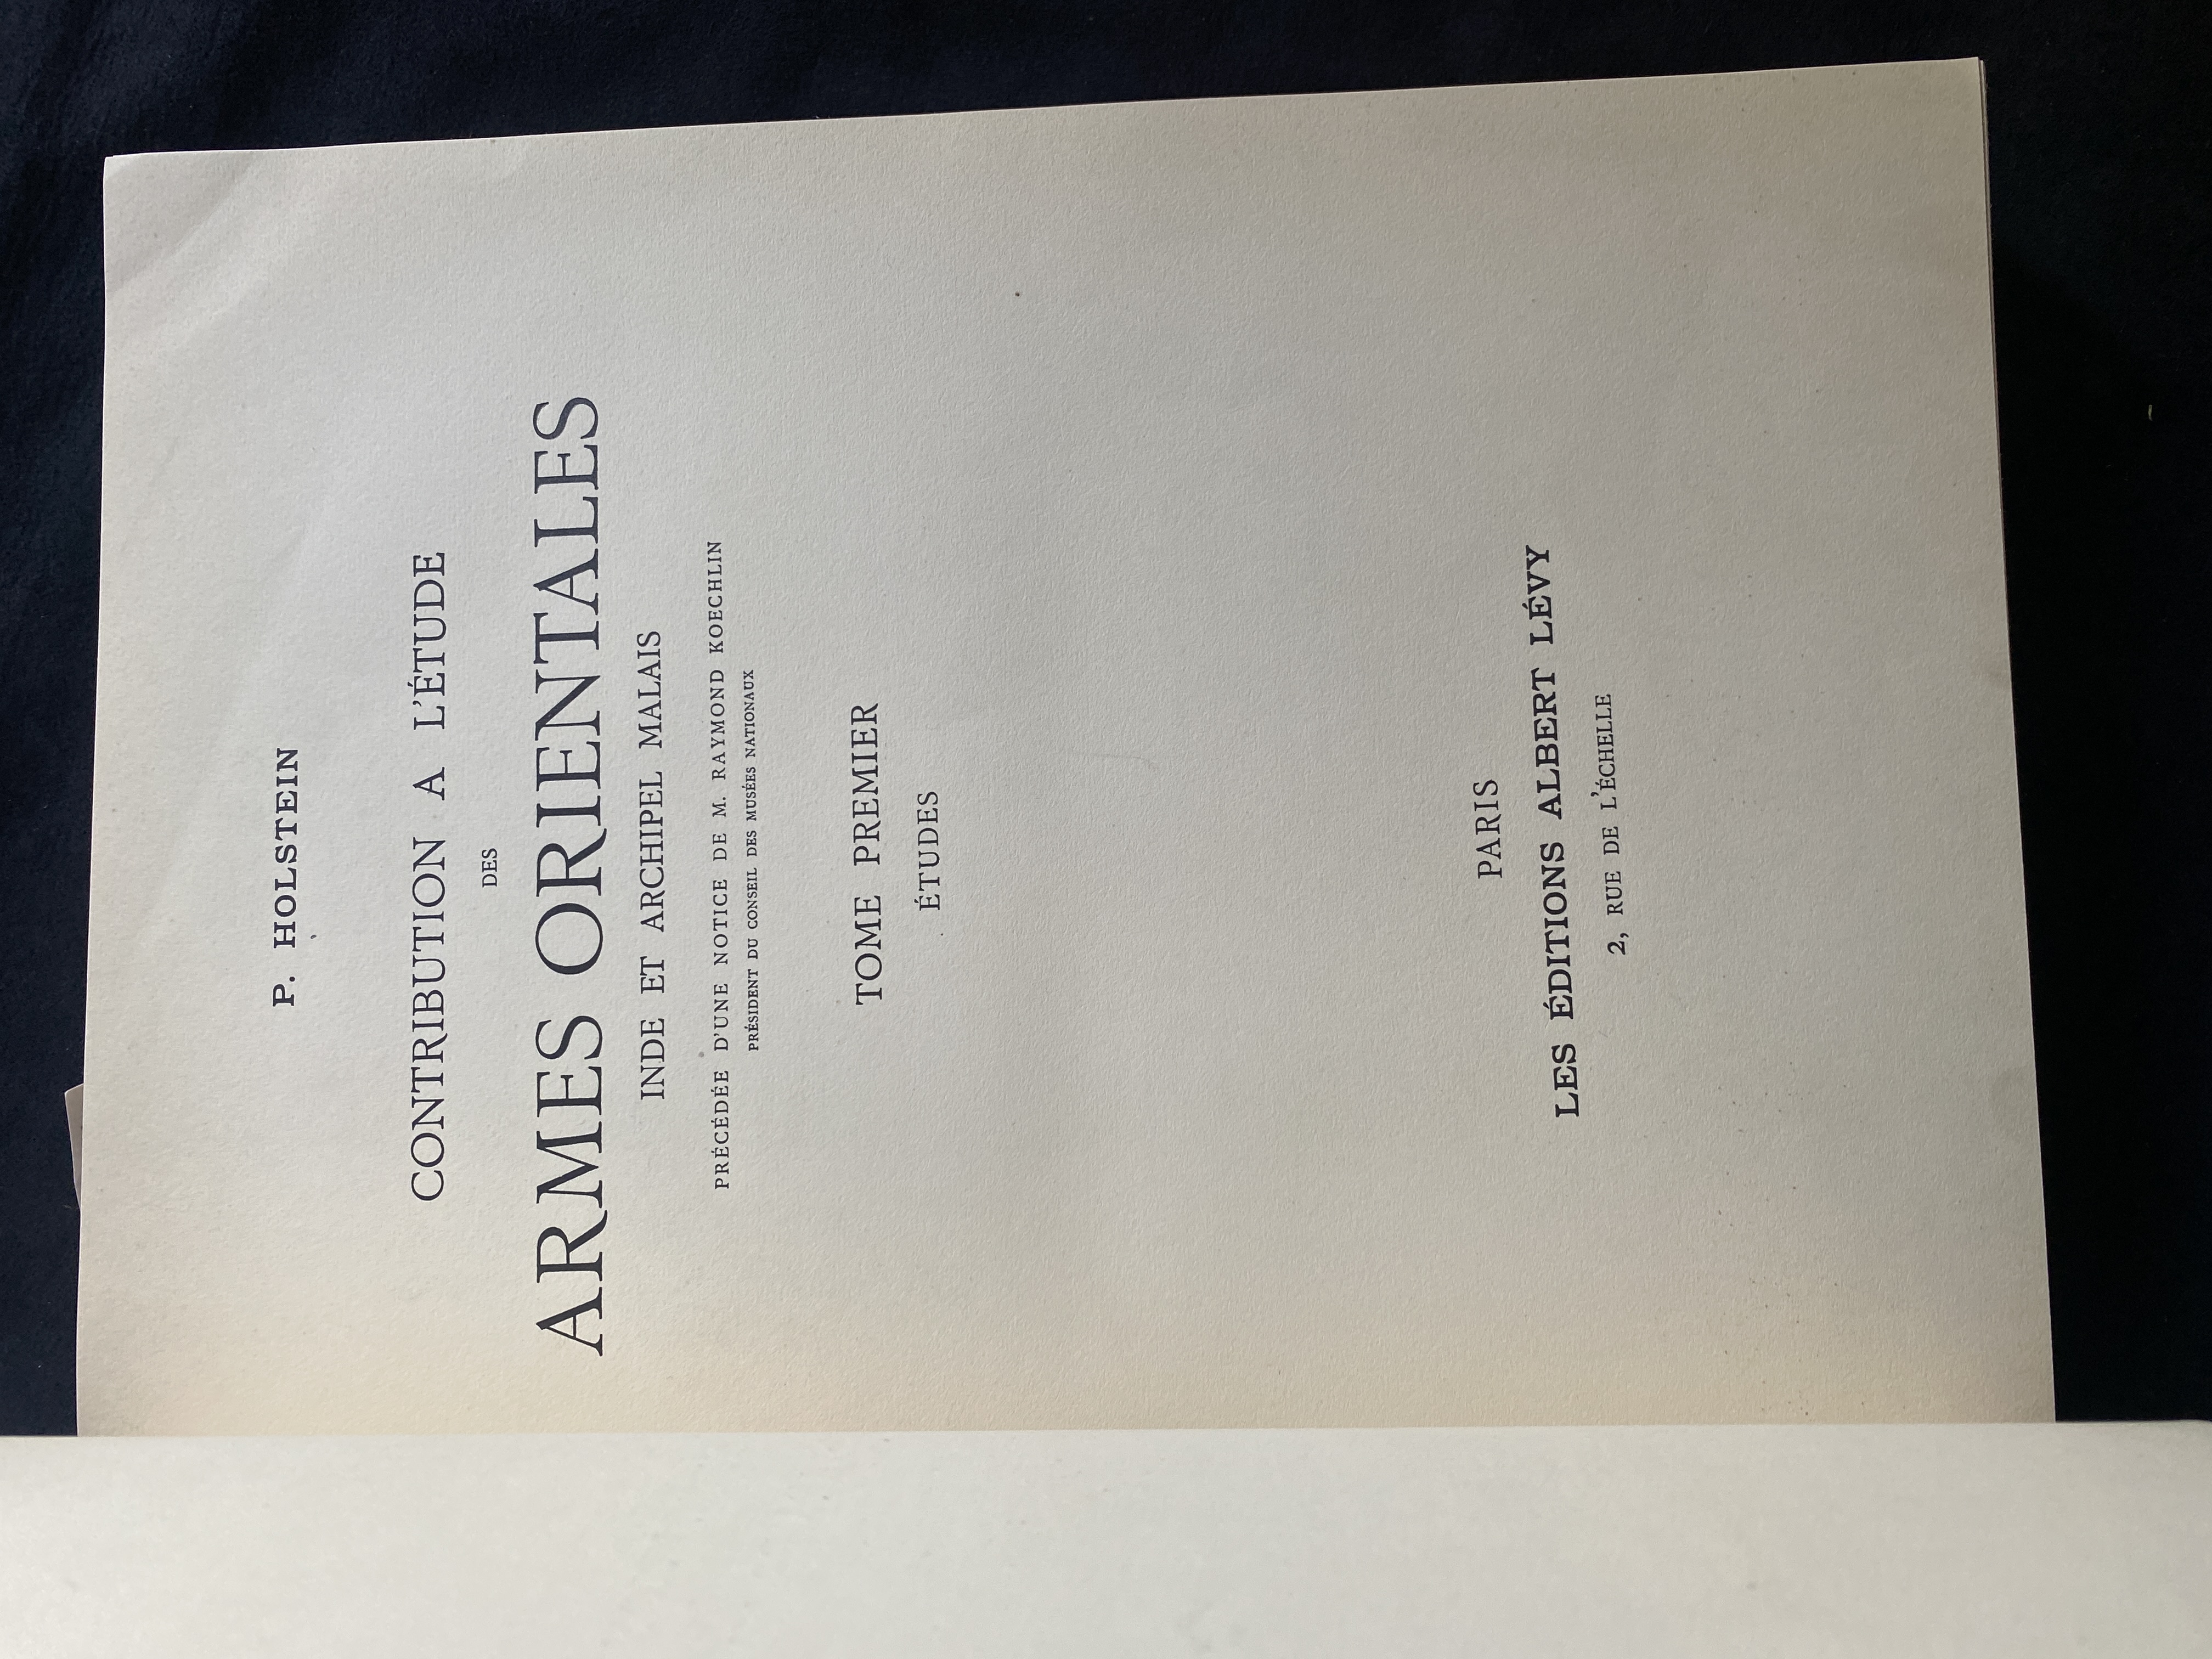 P. HOLSTEIN
CONTRIBUTION A L'ÉTUDE
DES
ARMES ORIENTALES
INDE ET ARCHIPEL MALAIS
PRÉCÉDÉE D'UNE NOTICE DE M. RAYMOND KOECHLIN
PRÉSIDENT DU CONSEIL DES MUSÉES NATIONAUX
TOME PREMIER
ÉTUDES
PARIS
LES ÉDITIONS ALBERT LÉVY
2, RUE DE L'ÉCHELLE